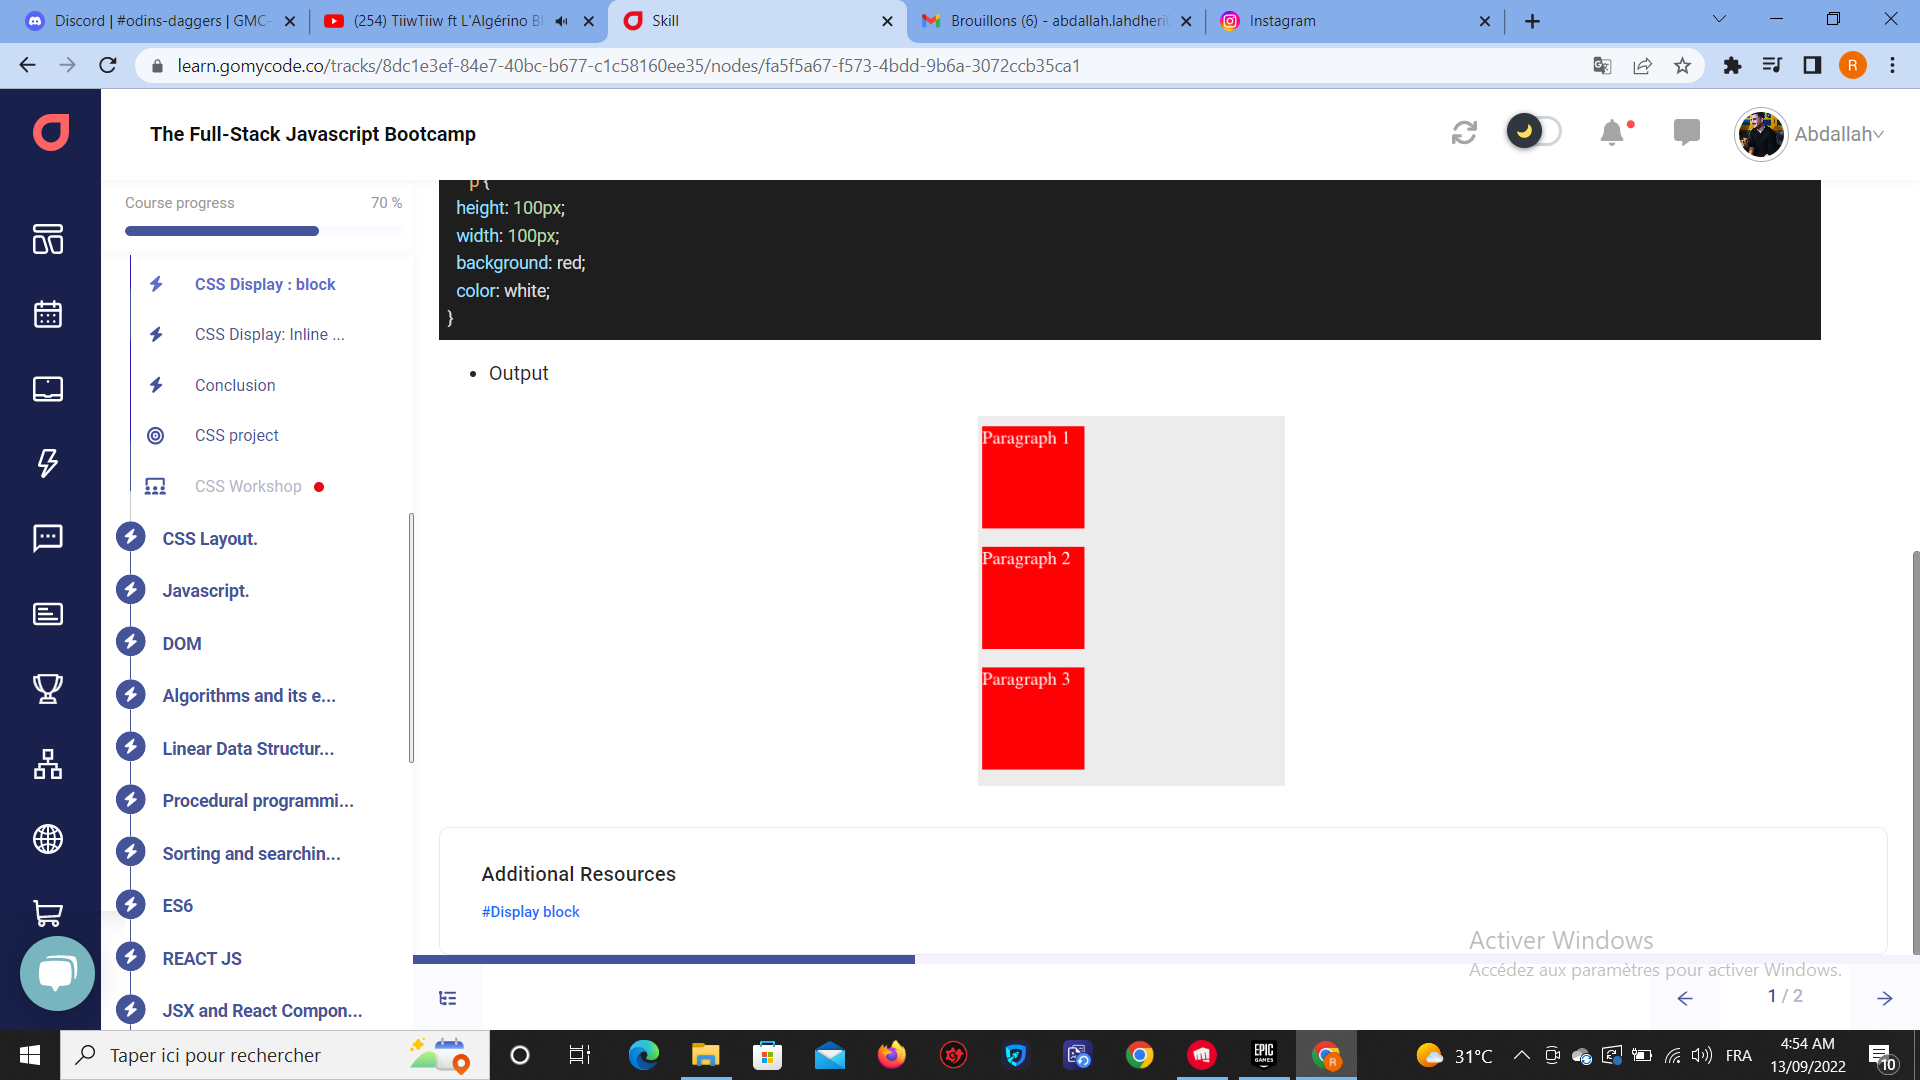 Discord | #odins-daggers | GMC-
(254) TiiwTiiw ft L'Algérino Bl
Skill
Brouillons (6) - abdallah.lahdheri
Instagram
learn.gomycode.co/tracks/8dc1e3ef-84e7-40bc-b677-c1c58160ee35/nodes/fa5f5a67-f573-4bdd-9b6a-3072ccb35ca1
R
The Full-Stack Javascript Bootcamp
Abdallah
Course progress 70 %
CSS Display : block
CSS Display: Inline ...
Conclusion
CSS project
CSS Workshop
CSS Layout.
Javascript.
DOM
Algorithms and its e...
Linear Data Structur...
Procedural programmi...
Sorting and searchin...
ES6
REACT JS
JSX and React Compon...
p {
height: 100px;
width: 100px;
background: red;
color: white;
}
• Output
Paragraph 1
Paragraph 2
Paragraph 3
Additional Resources
#Display block
Activer Windows
Accédez aux paramètres pour activer Windows.
1 / 2
Taper ici pour rechercher
EPIC
GAMES
R
31°C
FRA
4:54 AM
13/09/2022
10